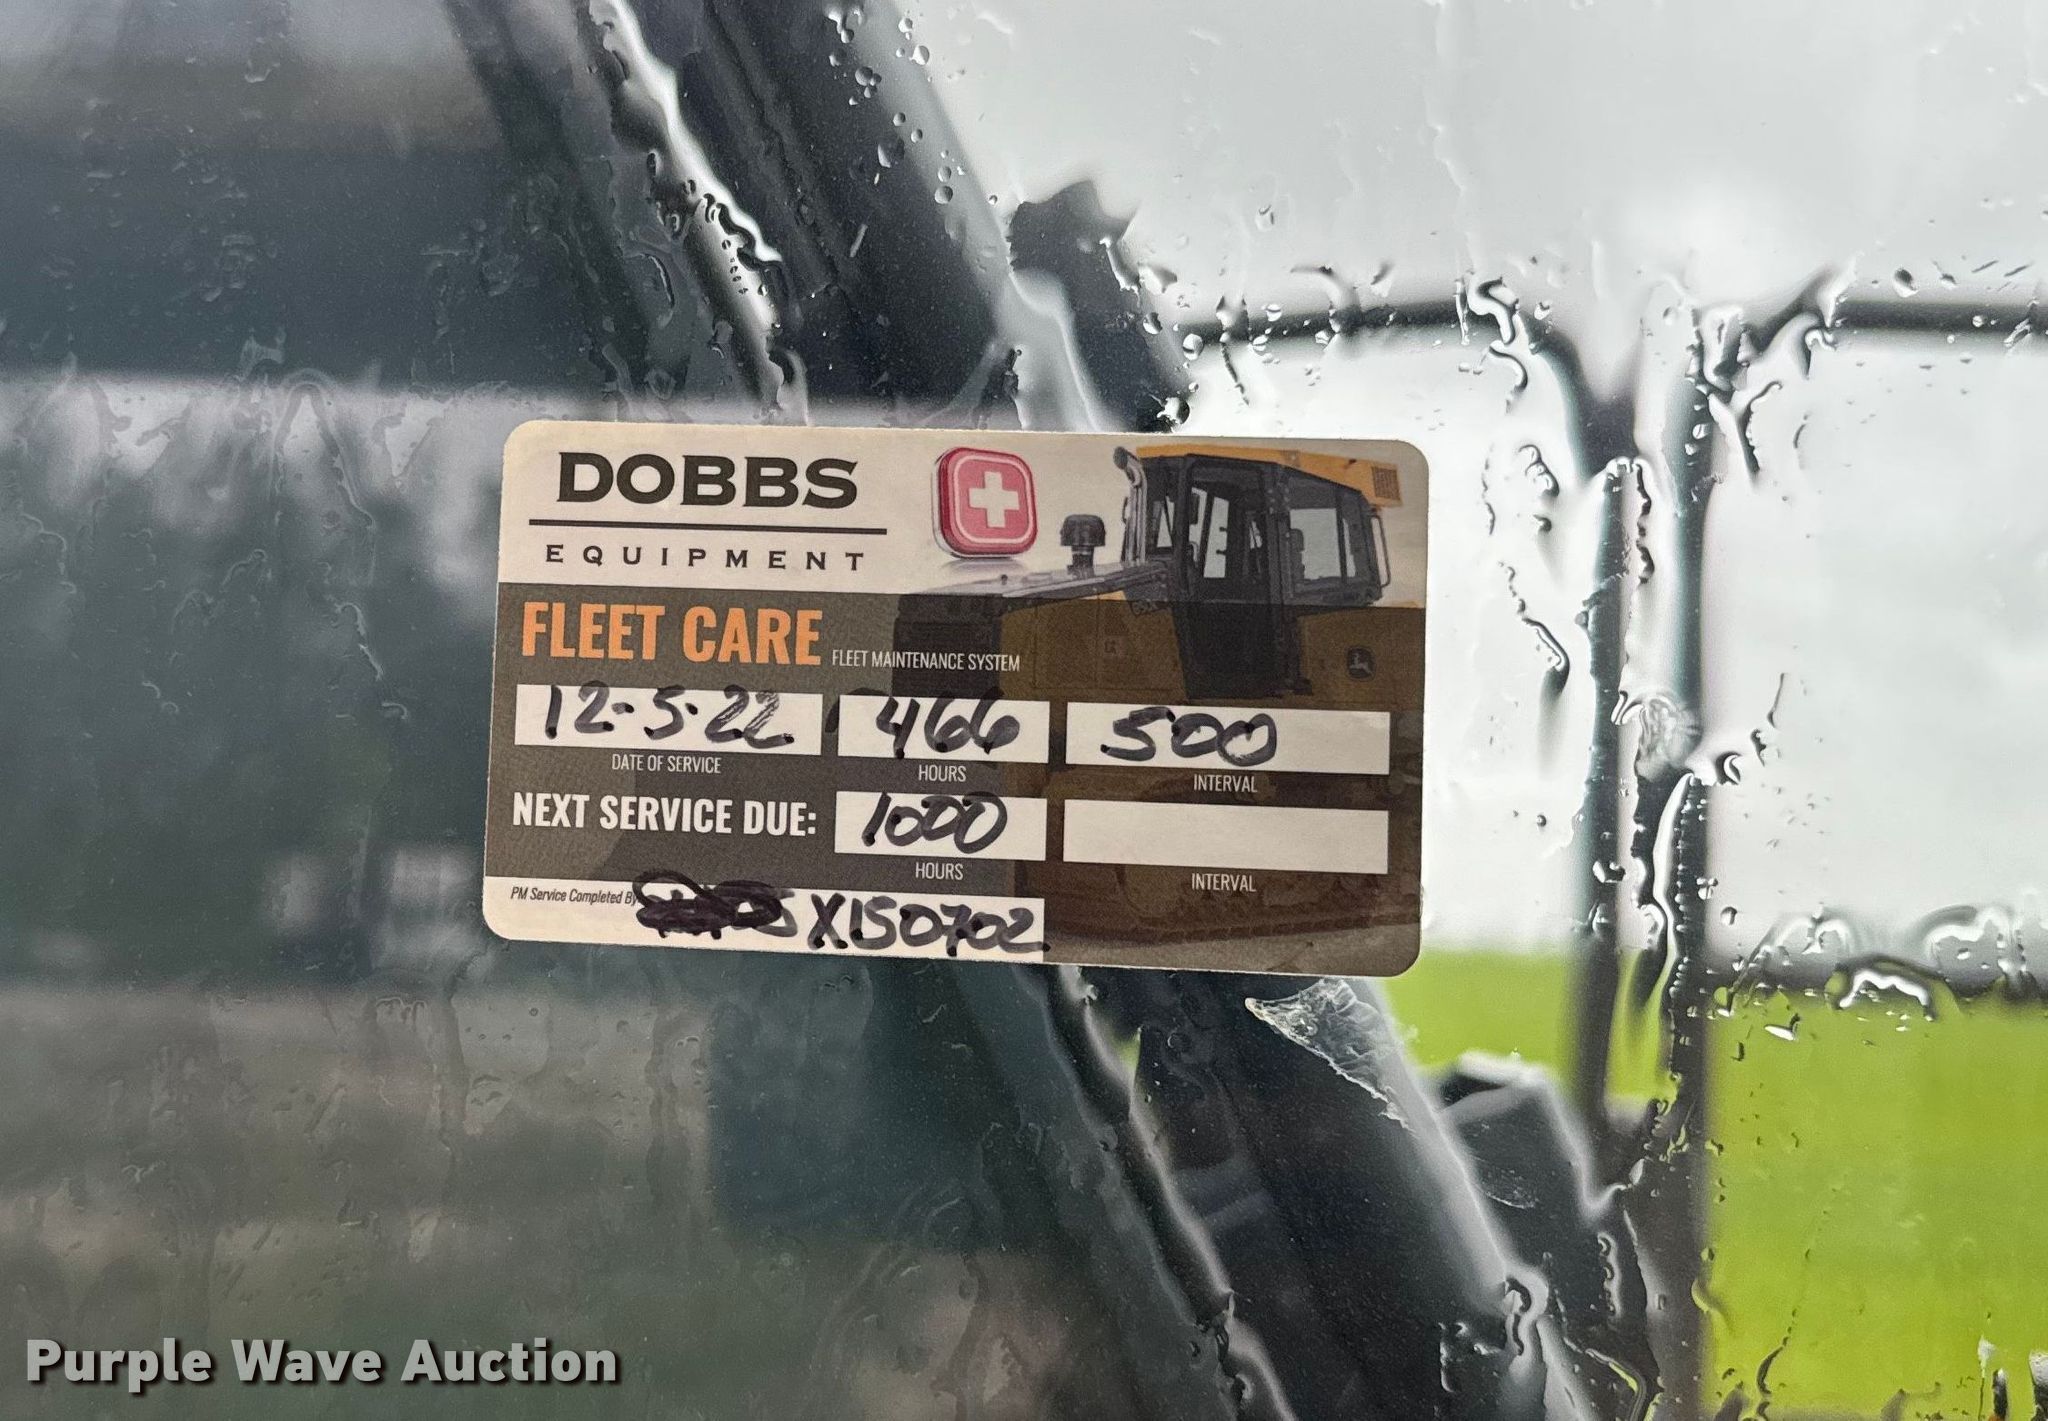 DOBBS
EQUIPMENT
FLEET CARE FLEET MAINTENANCE SYSTEM
12-5-22 466 500
DATE OF SERVICE HOURS INTERVAL
NEXT SERVICE DUE: 1000
HOURS INTERVAL
PM Service Completed By: X150702
Purple Wave Auction